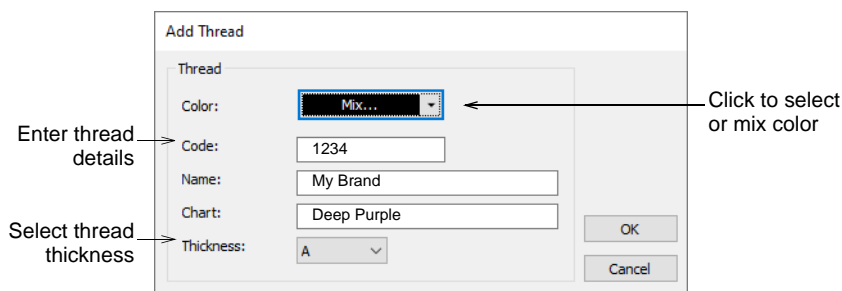 Add Thread
Thread
Color: Mix...
Click to select
or mix color
Enter thread
details
Code: 1234
Name: My Brand
Chart: Deep Purple
Select thread
thickness
Thickness: A
OK
Cancel